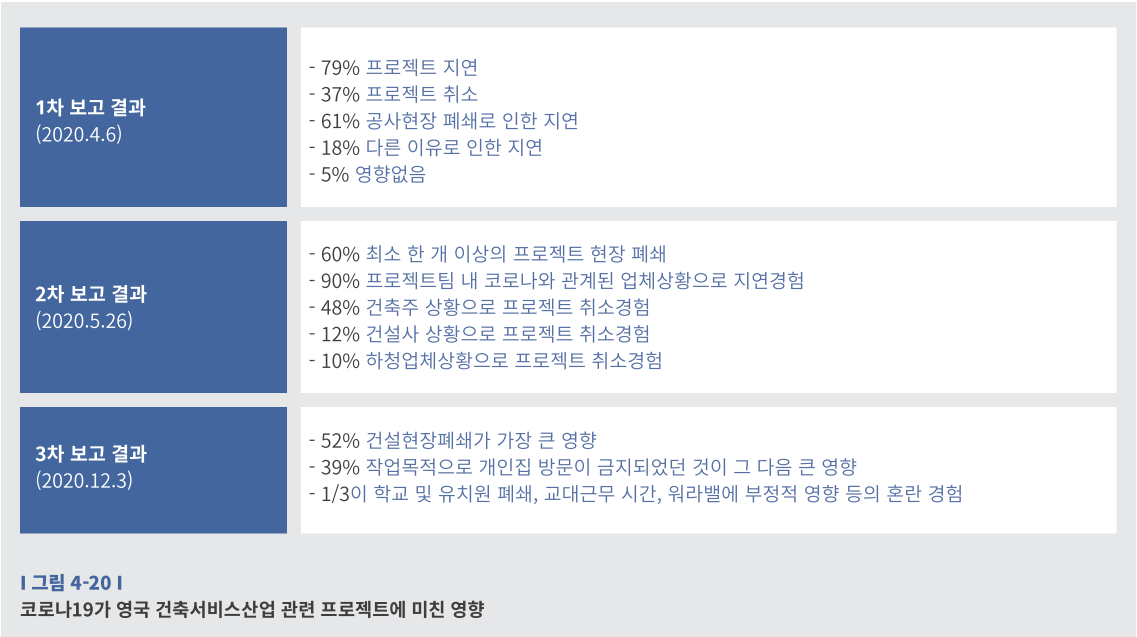 1차 보고 결과
(2020.4.6)
- 79% 프로젝트 지연
- 37% 프로젝트 취소
- 61% 공사현장 폐쇄로 인한 지연
- 18% 다른 이유로 인한 지연
- 5% 영향없음
2차 보고 결과
(2020.5.26)
- 60% 최소 한 개 이상의 프로젝트 현장 폐쇄
- 90% 프로젝트팀 내 코로나와 관계된 업체상황으로 지연경험
- 48% 건축주 상황으로 프로젝트 취소경험
- 12% 건설사 상황으로 프로젝트 취소경험
- 10% 하청업체상황으로 프로젝트 취소경험
3차 보고 결과
(2020.12.3)
- 52% 건설현장폐쇄가 가장 큰 영향
- 39% 작업목적으로 개인집 방문이 금지되었던 것이 그 다음 큰 영향
- 1/3이 학교 및 유치원 폐쇄, 교대근무 시간, 워라밸에 부정적 영향 등의 혼란 경험
I 그림 4-20 I
코로나19가 영국 건축서비스산업 관련 프로젝트에 미친 영향